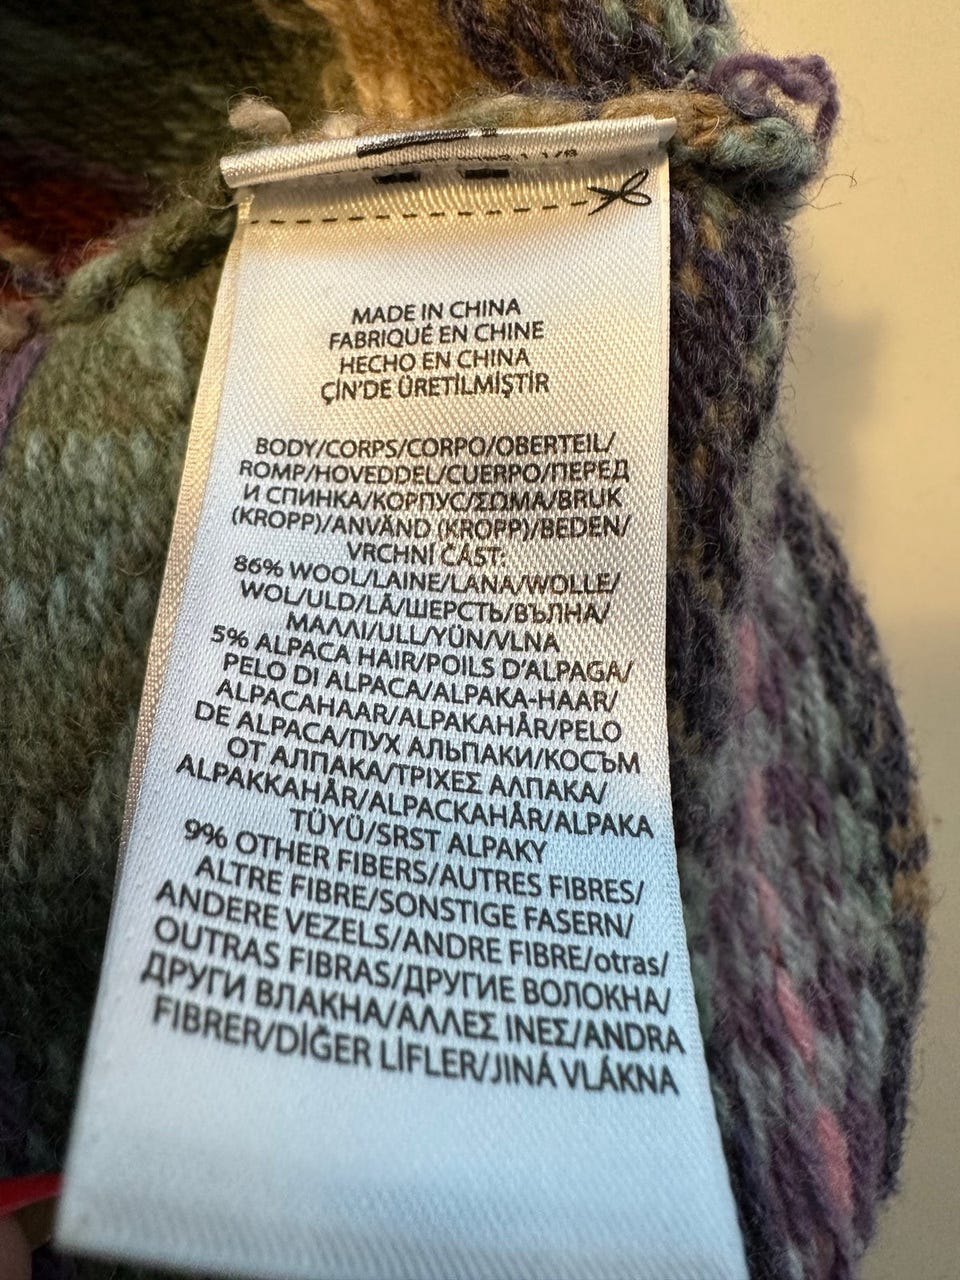 MADE IN CHINA
FABRIQUÉ EN CHINE
HECHO EN CHINA
ÇİN'DE ÜRETİLMİŞTİR
BODY/CORPS/CORPO/OBERTEIL/
ROMP/HOVEDDEL/CUERPO/ПЕРЕД
И СПИНКА/КОРПУС/ΣΩΜΑ/BRUK
(KROPP)/ANVÄND (KROPP)/BEDEN/
VRCHNÍ ČÁST:
86% WOOL/LAINE/LANA/WOLLE/
WOL/ULD/LÃ/ШЕРСТЬ/ВЪЛНА/
ΜΑΛΛΙ/ULL/YÜN/VLNA
5% ALPACA HAIR/POILS D'ALPAGA/
PELO DI ALPACA/ALPAKA-HAAR/
ALPACAHAAR/ALPAKAHÅR/PELO
DE ALPACA/ПУХ АЛЬПАКИ/КОСЪМ
ОТ АЛПАКА/ΤΡΙΧΕΣ ΑΛΠΑΚΑ/
ALPAKKAHÅR/ALPACKAHÅR/ALPAKA
TÜYÜ/SRST ALPAKY
9% OTHER FIBERS/AUTRES FIBRES/
ALTRE FIBRE/SONSTIGE FASERN/
ANDERE VEZELS/ANDRE FIBRE/otras/
OUTRAS FIBRAS/ДРУГИЕ ВОЛОКНА/
ДРУГИ ВЛАКНА/ΑΛΛΕΣ ΙΝΕΣ/ANDRA
FIBRER/DİĞER LİFLER/JINÁ VLÁKNA